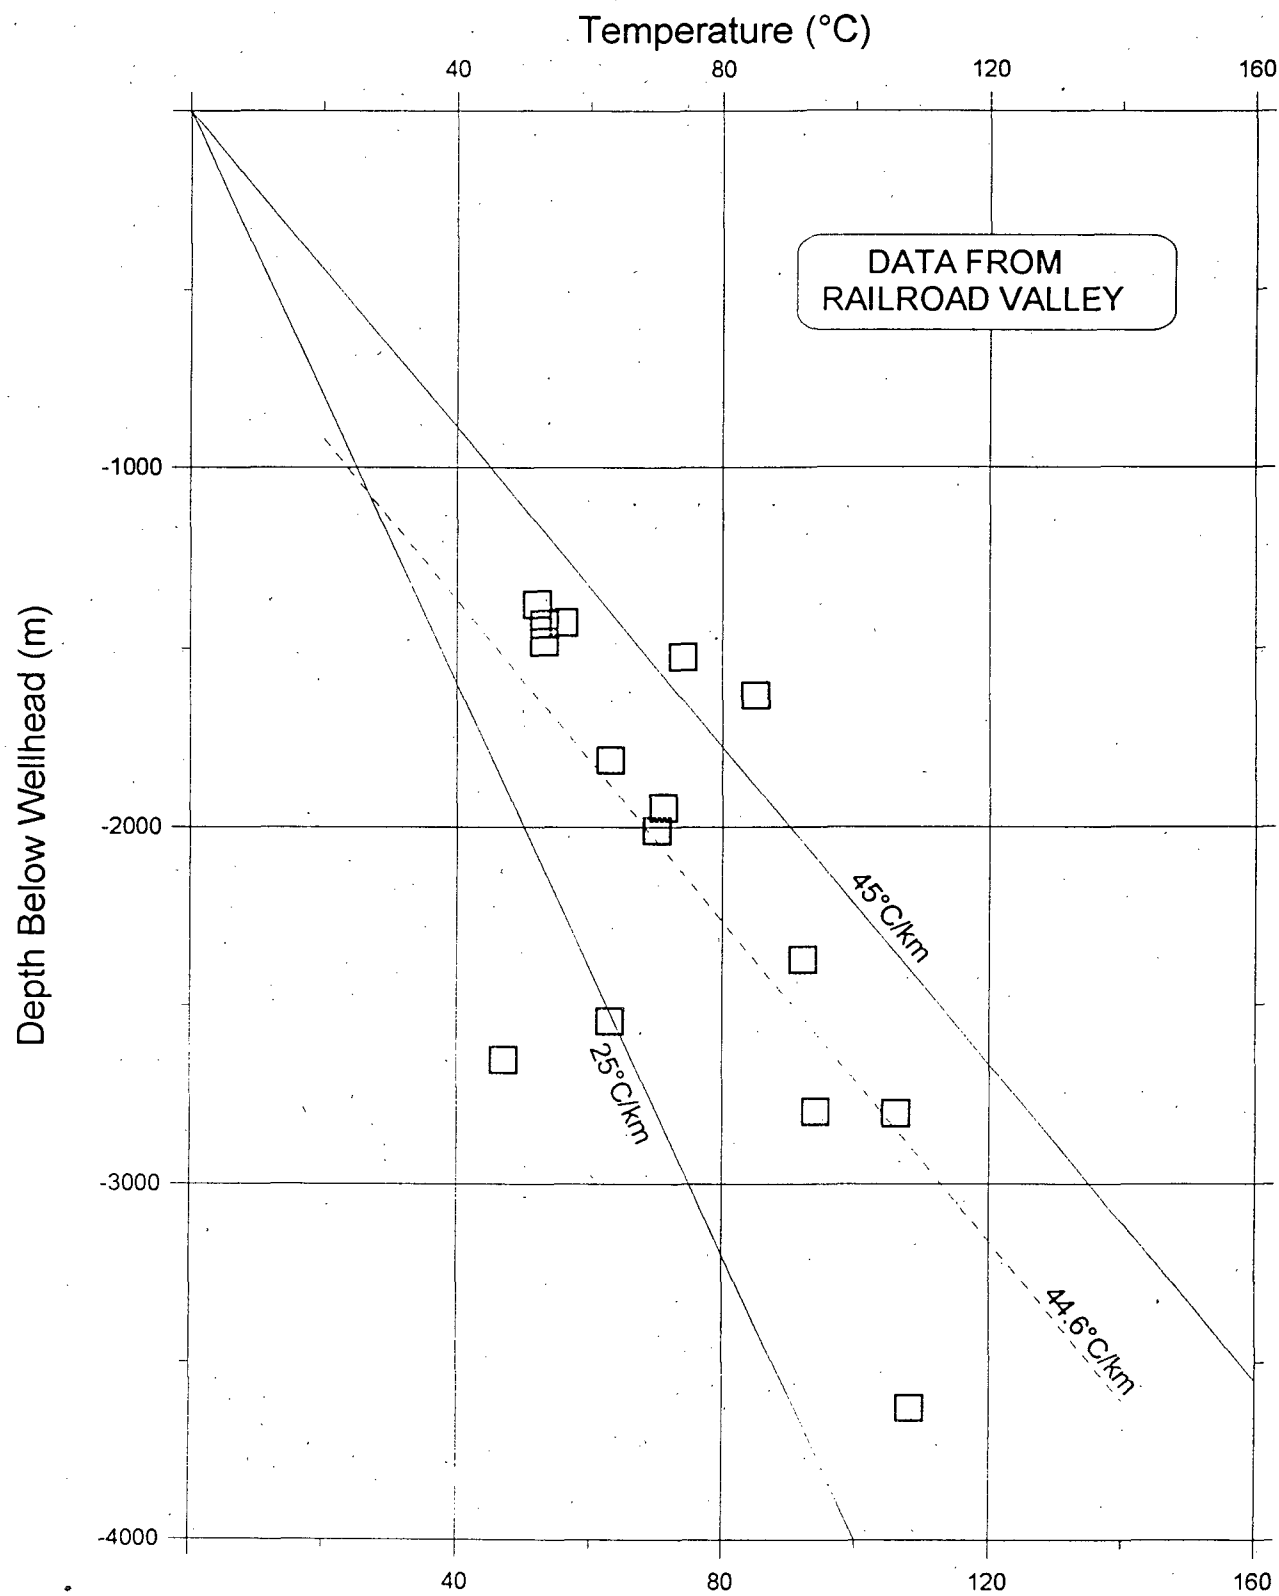 Temperature (°C)
40 80 120 160
DATA FROM
RAILROAD VALLEY
-1000
Depth Below Wellhead (m)
-2000
45°C/km
25°C/km
-3000
44.6°C/km
-4000
40 80 120 160